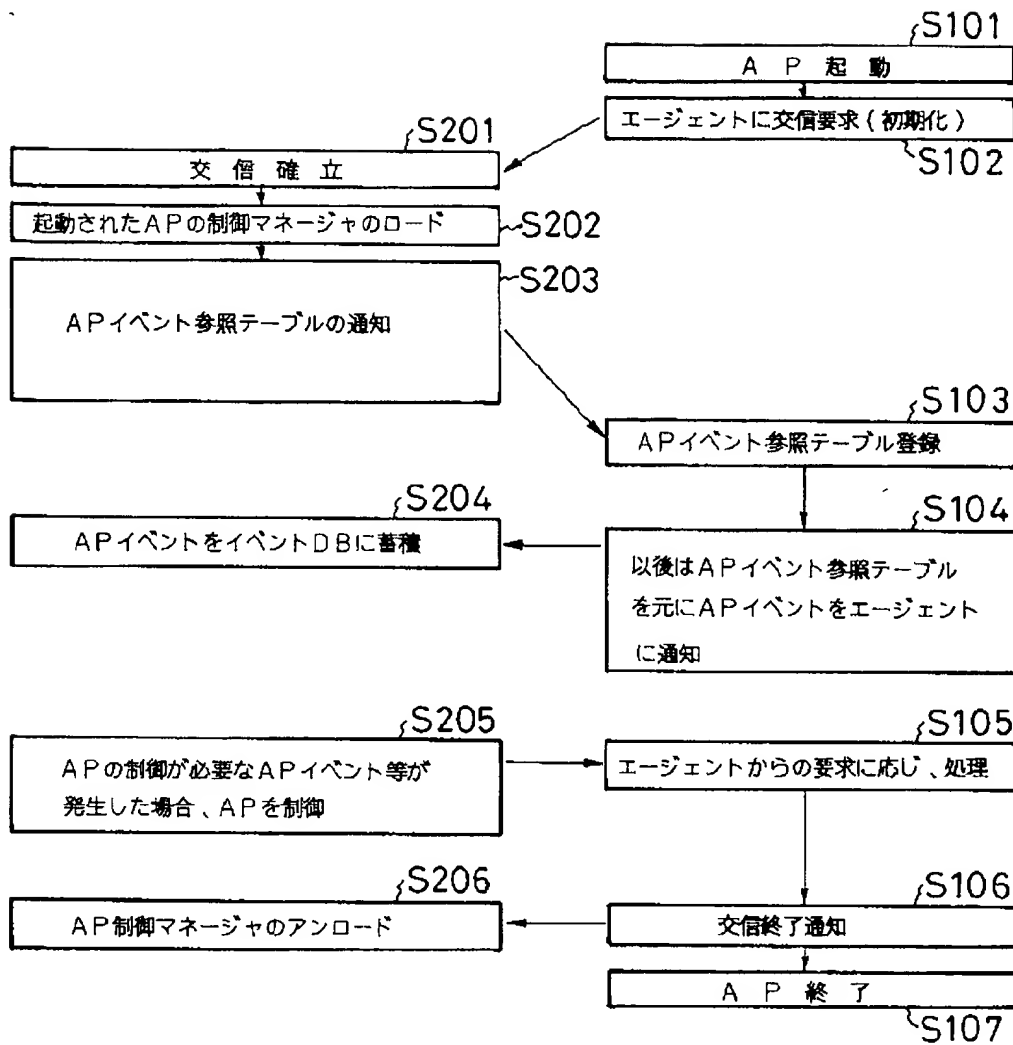 S101
AP起動
エージェントに交信要求(初期化)
S102
S201
交信確立
起動されたAPの制御マネージャのロード
S202
S203
APイベント参照テーブルの通知
S103
APイベント参照テーブル登録
S204
APイベントをイベントDBに蓄積
S104
以後はAPイベント参照テーブル
を元にAPイベントをエージェント
に通知
S205
APの制御が必要なAPイベント等が
発生した場合、APを制御
S105
エージェントからの要求に応じ、処理
S206
AP制御マネージャのアンロード
S106
交信終了通知
AP終了
S107